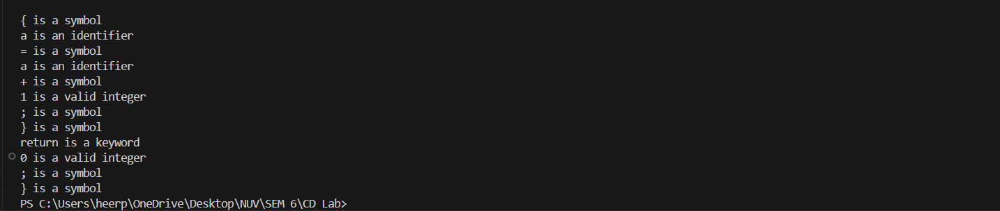 { is a symbol
a is an identifier
= is a symbol
a is an identifier
+ is a symbol
1 is a valid integer
; is a symbol
} is a symbol
return is a keyword
0 is a valid integer
; is a symbol
} is a symbol
PS C:\Users\heerp\OneDrive\Desktop\NUV\SEM 6\CD Lab>